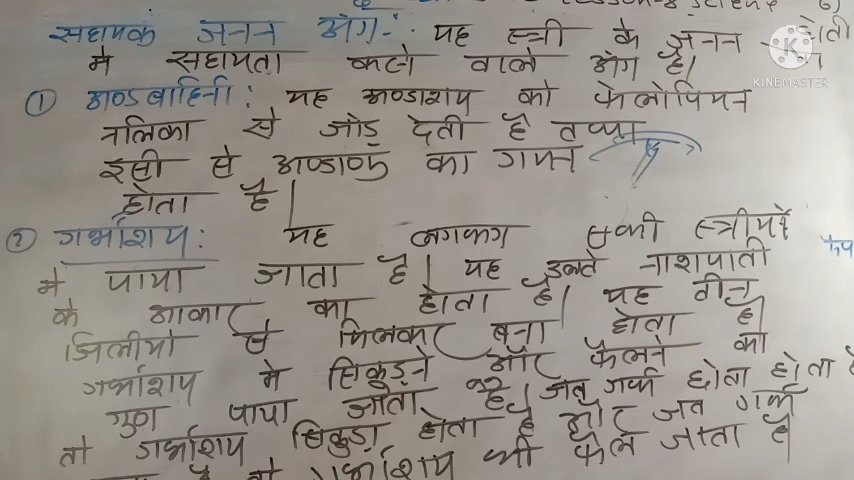 सहायक जनन अंग:- यह स्त्री के जनन
होती
में सहायता करने वाले अंग है।
KINEMASTER
① अण्डवाहिनी: यह अण्डाशय को फेलोपियन
नलिका से जोड़ देती है तथा
इसी से अण्डाणु का गमन
होता है।
② गर्भाशय: यह लगभग सभी स्त्रीयों
में पाया जाता है। यह उल्टे नाशपाती
के आकार का होता है। यह तीन
झिलीयो से मिलकर बना होता है।
गर्भाशय में सिकुड़ने और फैलने का
गुण पाया जाता है। जब गर्भ छोटा होता है
तो गर्भाशय सिकुड़ा होता है और जब गर्भ
है तो गर्भाशय भी फैल जाता है।